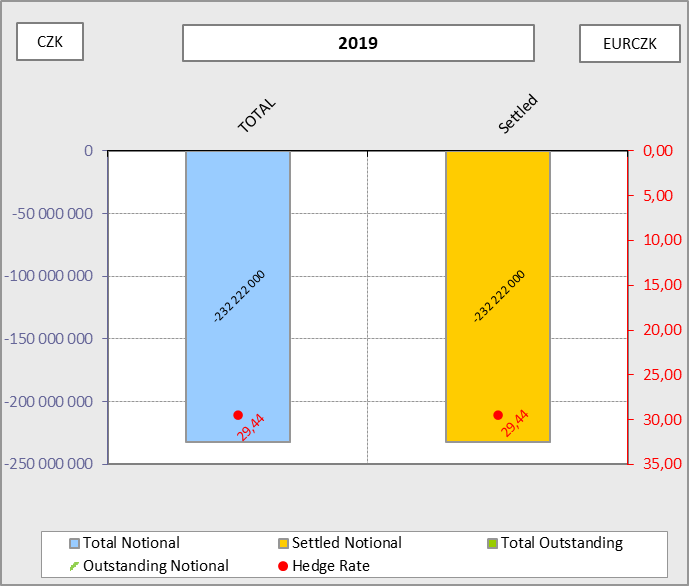 CZK
2019
EURCZK
TOTAL
Settled
0
-50 000 000
-100 000 000
-150 000 000
-200 000 000
-250 000 000
-232 222 000
-232 222 000
29,44
29,44
0,00
5,00
10,00
15,00
20,00
25,00
30,00
35,00
Total Notional
Settled Notional
Total Outstanding
Outstanding Notional
Hedge Rate